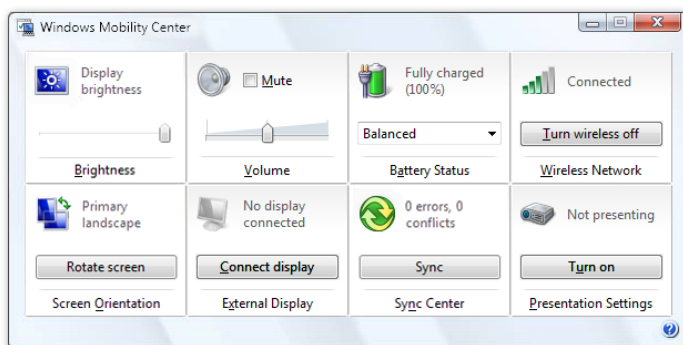 Windows Mobility Center
Display
brightness
Brightness
Mute
Volume
Fully charged
(100%)
Balanced
Battery Status
Connected
Turn wireless off
Wireless Network
Primary
landscape
Rotate screen
Screen Orientation
No display
connected
Connect display
External Display
0 errors, 0
conflicts
Sync
Sync Center
Not presenting
Turn on
Presentation Settings